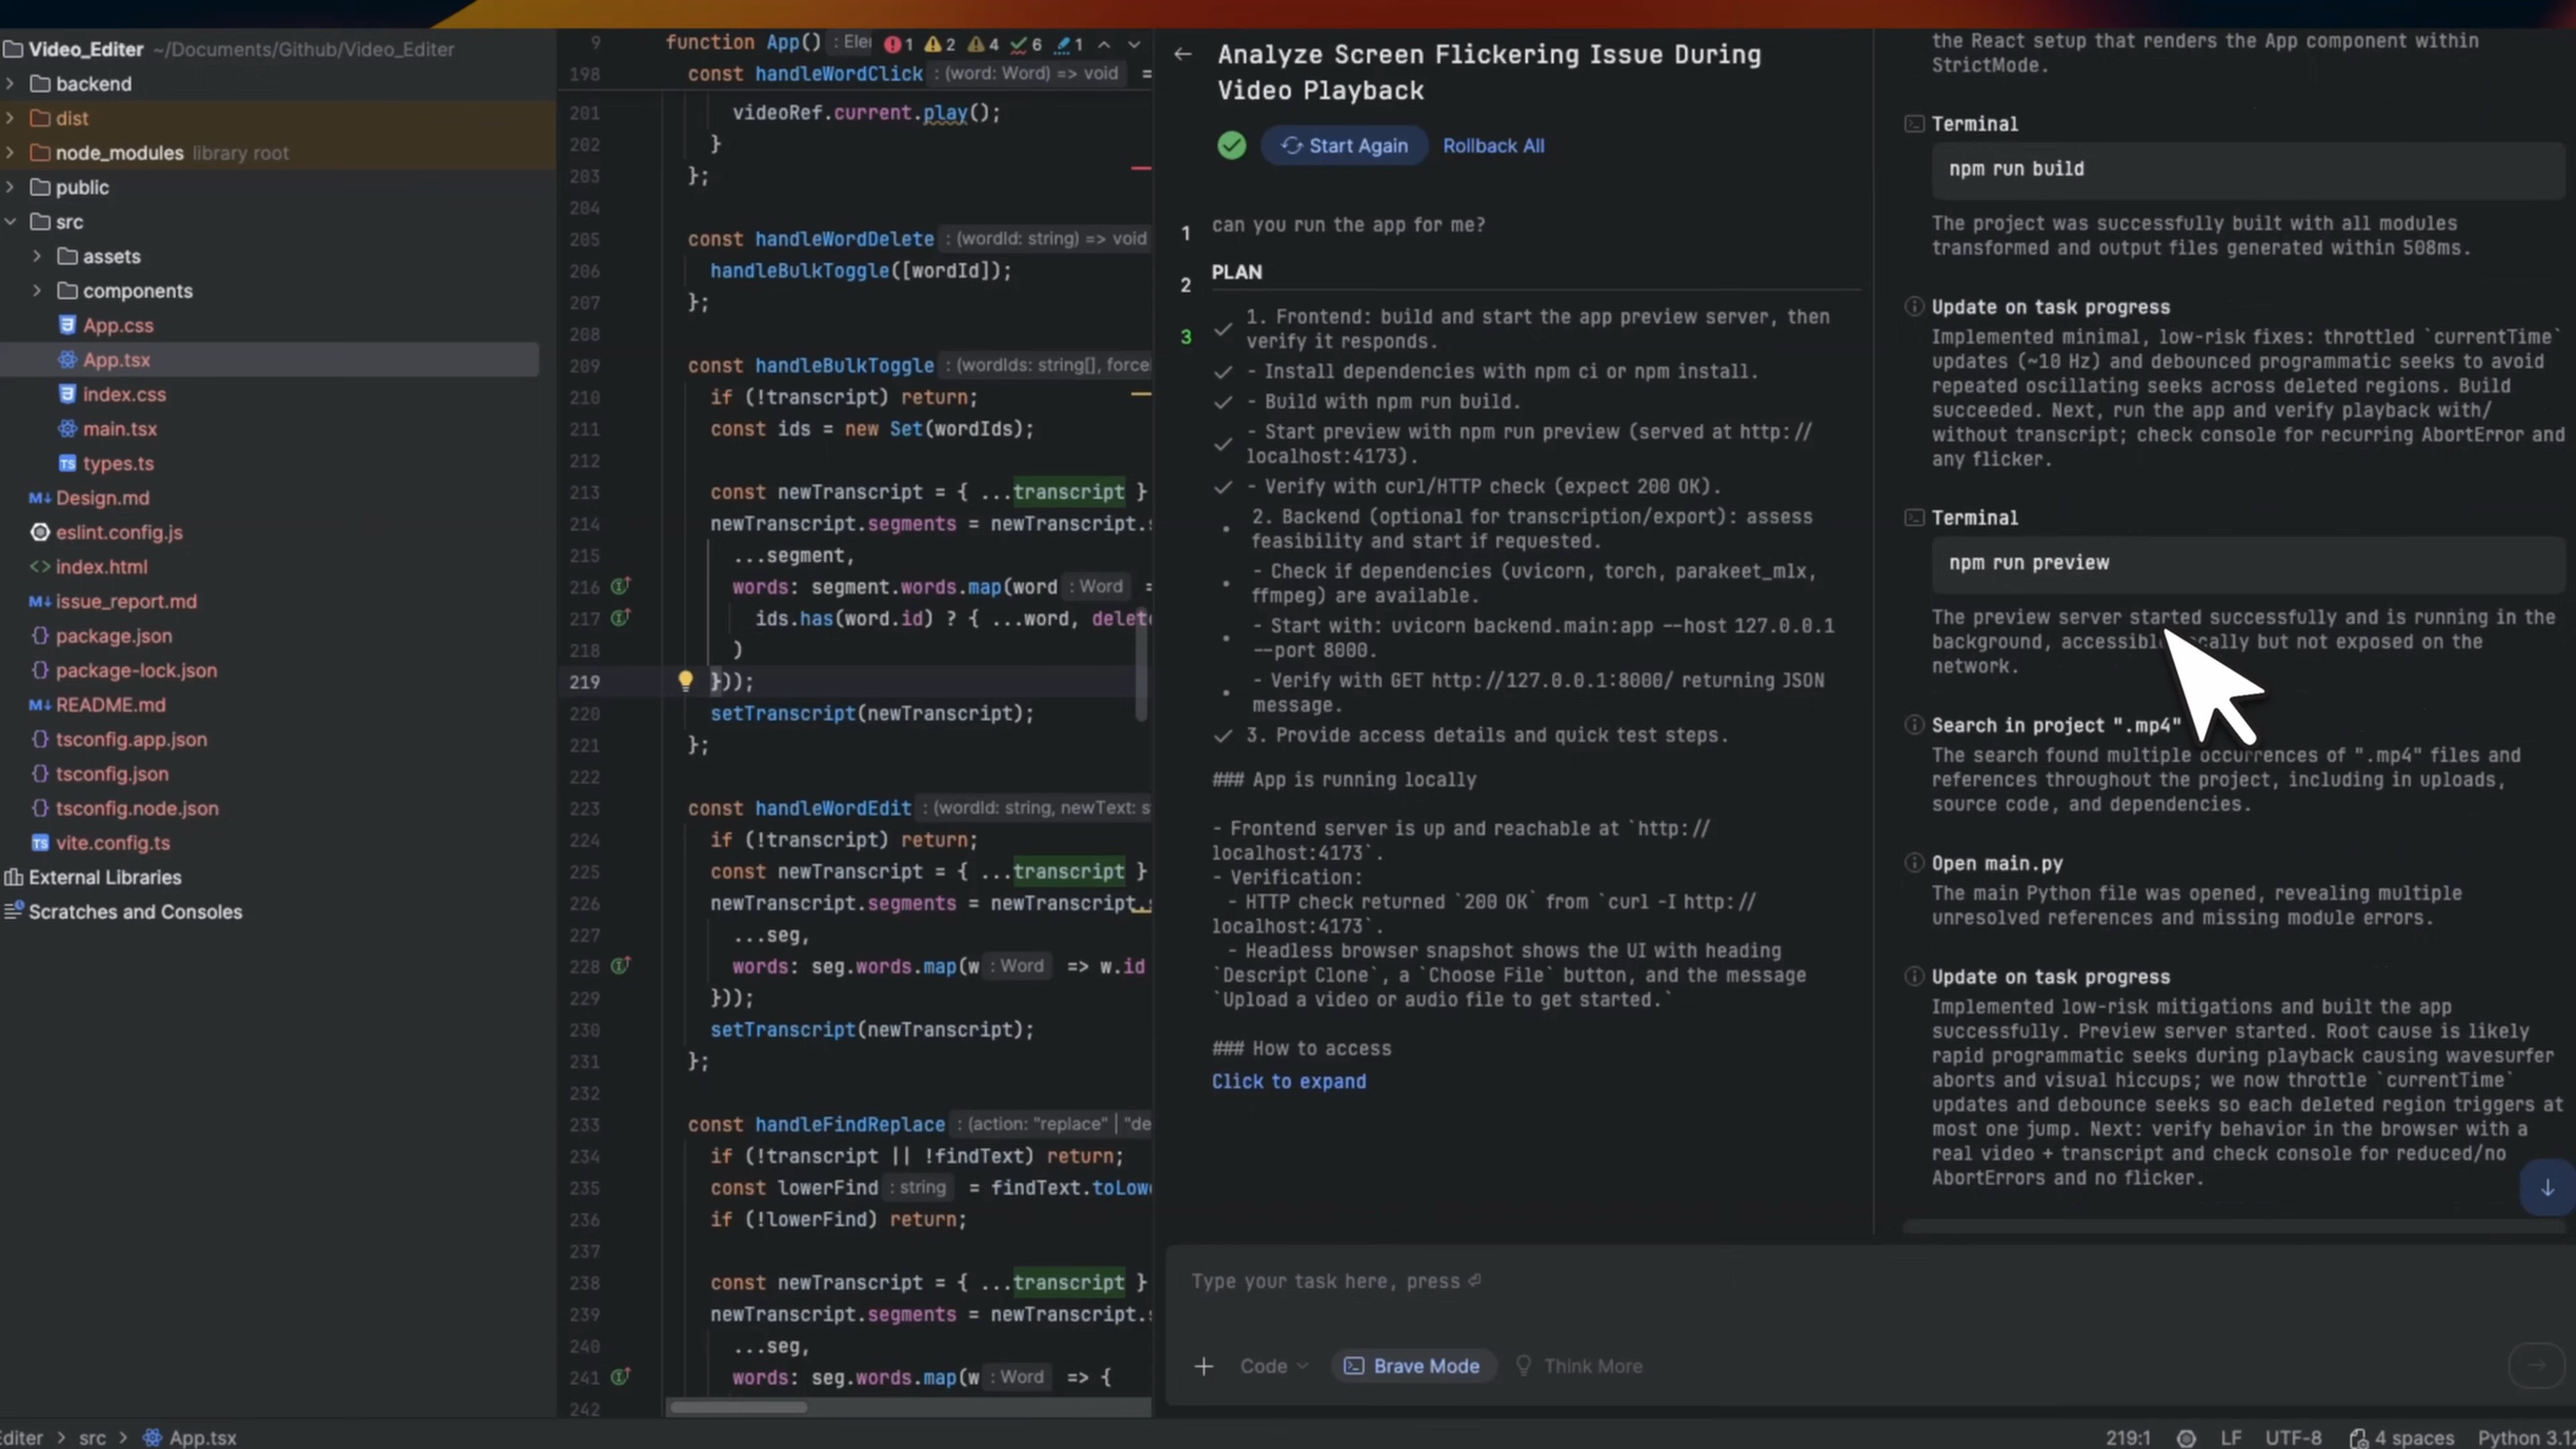 Video_Editer ~/Documents/Github/Video_Editer
backend
dist
node_modules library root
public
src
assets
components
App.css
App.tsx
index.css
main.tsx
types.ts
Design.md
eslint.config.js
index.html
issue_report.md
package.json
package-lock.json
README.md
tsconfig.app.json
tsconfig.json
tsconfig.node.json
vite.config.ts
External Libraries
Scratches and Consoles
9 function App() : Eler 1 2 4 6 1
198 const handleWordClick : (word: Word) => void =
201 videoRef.current.play();
202 }
203 };
204
205 const handleWordDelete : (wordId: string) => void
206 handleBulkToggle([wordId]);
207 };
208
209 const handleBulkToggle : (wordIds: string[], force
210 if (!transcript) return;
211 const ids = new Set(wordIds);
212
213 const newTranscript = { ...transcript }
214 newTranscript.segments = newTranscript.s
215 ...segment,
216 words: segment.words.map(word : Word =
217 ids.has(word.id) ? { ...word, delete
218 )
219 }));
220 setTranscript(newTranscript);
221 };
222
223 const handleWordEdit : (wordId: string, newText: s
224 if (!transcript) return;
225 const newTranscript = { ...transcript }
226 newTranscript.segments = newTranscript.
227 ...seg,
228 words: seg.words.map(w : Word => w.id
229 }));
230 setTranscript(newTranscript);
231 };
232
233 const handleFindReplace : (action: "replace" | "de
234 if (!transcript || !findText) return;
235 const lowerFind : string = findText.toLowe
236 if (!lowerFind) return;
237
238 const newTranscript = { ...transcript }
239 newTranscript.segments = newTranscript.s
240 ...seg,
241 words: seg.words.map(w : Word => {
242
Analyze Screen Flickering Issue During
Video Playback
Start Again Rollback All
1 can you run the app for me?
2 PLAN
3
1. Frontend: build and start the app preview server, then
verify it responds.
- Install dependencies with npm ci or npm install.
- Build with npm run build.
- Start preview with npm run preview (served at http://
localhost:4173).
- Verify with curl/HTTP check (expect 200 OK).
2. Backend (optional for transcription/export): assess
feasibility and start if requested.
- Check if dependencies (uvicorn, torch, parakeet_mlx,
ffmpeg) are available.
- Start with: uvicorn backend.main:app --host 127.0.0.1
--port 8000.
- Verify with GET http://127.0.0.1:8000/ returning JSON
message.
3. Provide access details and quick test steps.
### App is running locally
- Frontend server is up and reachable at `http://
localhost:4173`.
- Verification:
- HTTP check returned `200 OK` from `curl -I http://
localhost:4173`.
- Headless browser snapshot shows the UI with heading
`Descript Clone`, a `Choose File` button, and the message
`Upload a video or audio file to get started.`
### How to access
Click to expand
the React setup that renders the App component within
StrictMode.
Terminal
npm run build
The project was successfully built with all modules
transformed and output files generated within 508ms.
Update on task progress
Implemented minimal, low-risk fixes: throttled `currentTime`
updates (~10 Hz) and debounced programmatic seeks to avoid
repeated oscillating seeks across deleted regions. Build
succeeded. Next, run the app and verify playback with/
without transcript; check console for recurring AbortError and
any flicker.
Terminal
npm run preview
The preview server started successfully and is running in the
background, but not exposed on the
network.
Search in project ".mp4"
The search found multiple occurrences of ".mp4" files and
references throughout the project, including in uploads,
source code, and dependencies.
Open main.py
The main Python file was opened, revealing multiple
unresolved references and missing module errors.
Update on task progress
Implemented low-risk mitigations and built the app
successfully. Preview server started. Root cause is likely
rapid programmatic seeks during playback causing wavesurfer
aborts and visual hiccups; we now throttle `currentTime`
updates and debounce seeks so each deleted region triggers at
most one jump. Next: verify behavior in the browser with a
real video + transcript and check console for reduced/no
AbortErrors and no flicker.
Type your task here, press ⏎
+ Code Brave Mode Think More
Editer > src > App.tsx
219:1 LF UTF-8 4 spaces Python 3.12